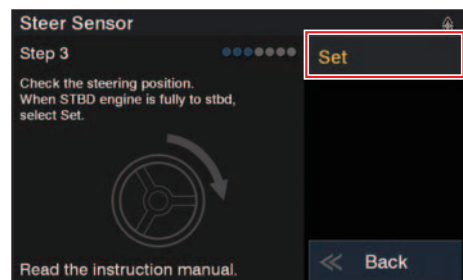 Steer Sensor
Step 3
Set
Check the steering position.
When STBD engine is fully to stbd,
select Set.
Read the instruction manual.
Back